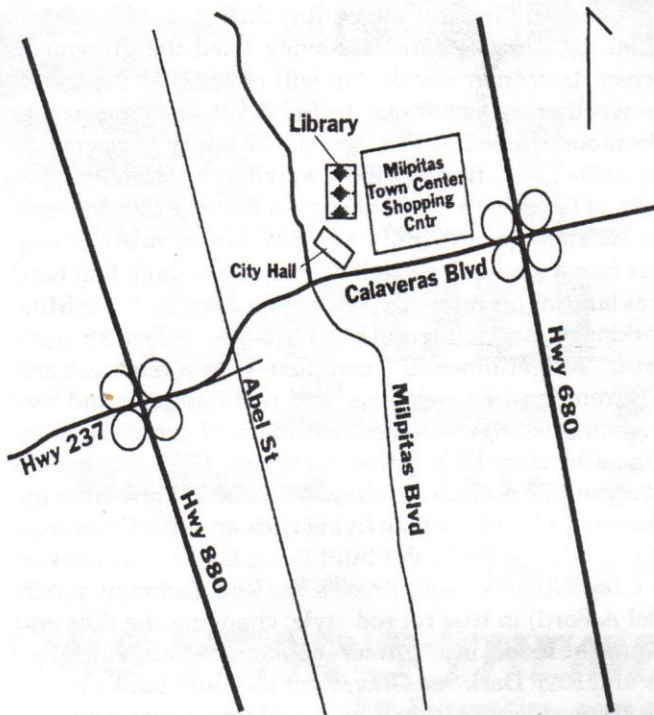 Library
Milpitas
Town Center
Shopping
Cntr
City Hall
Calaveras Blvd
Hwy 237
Abel St
Hwy 880
Milpitas
Blvd
Hwy 680